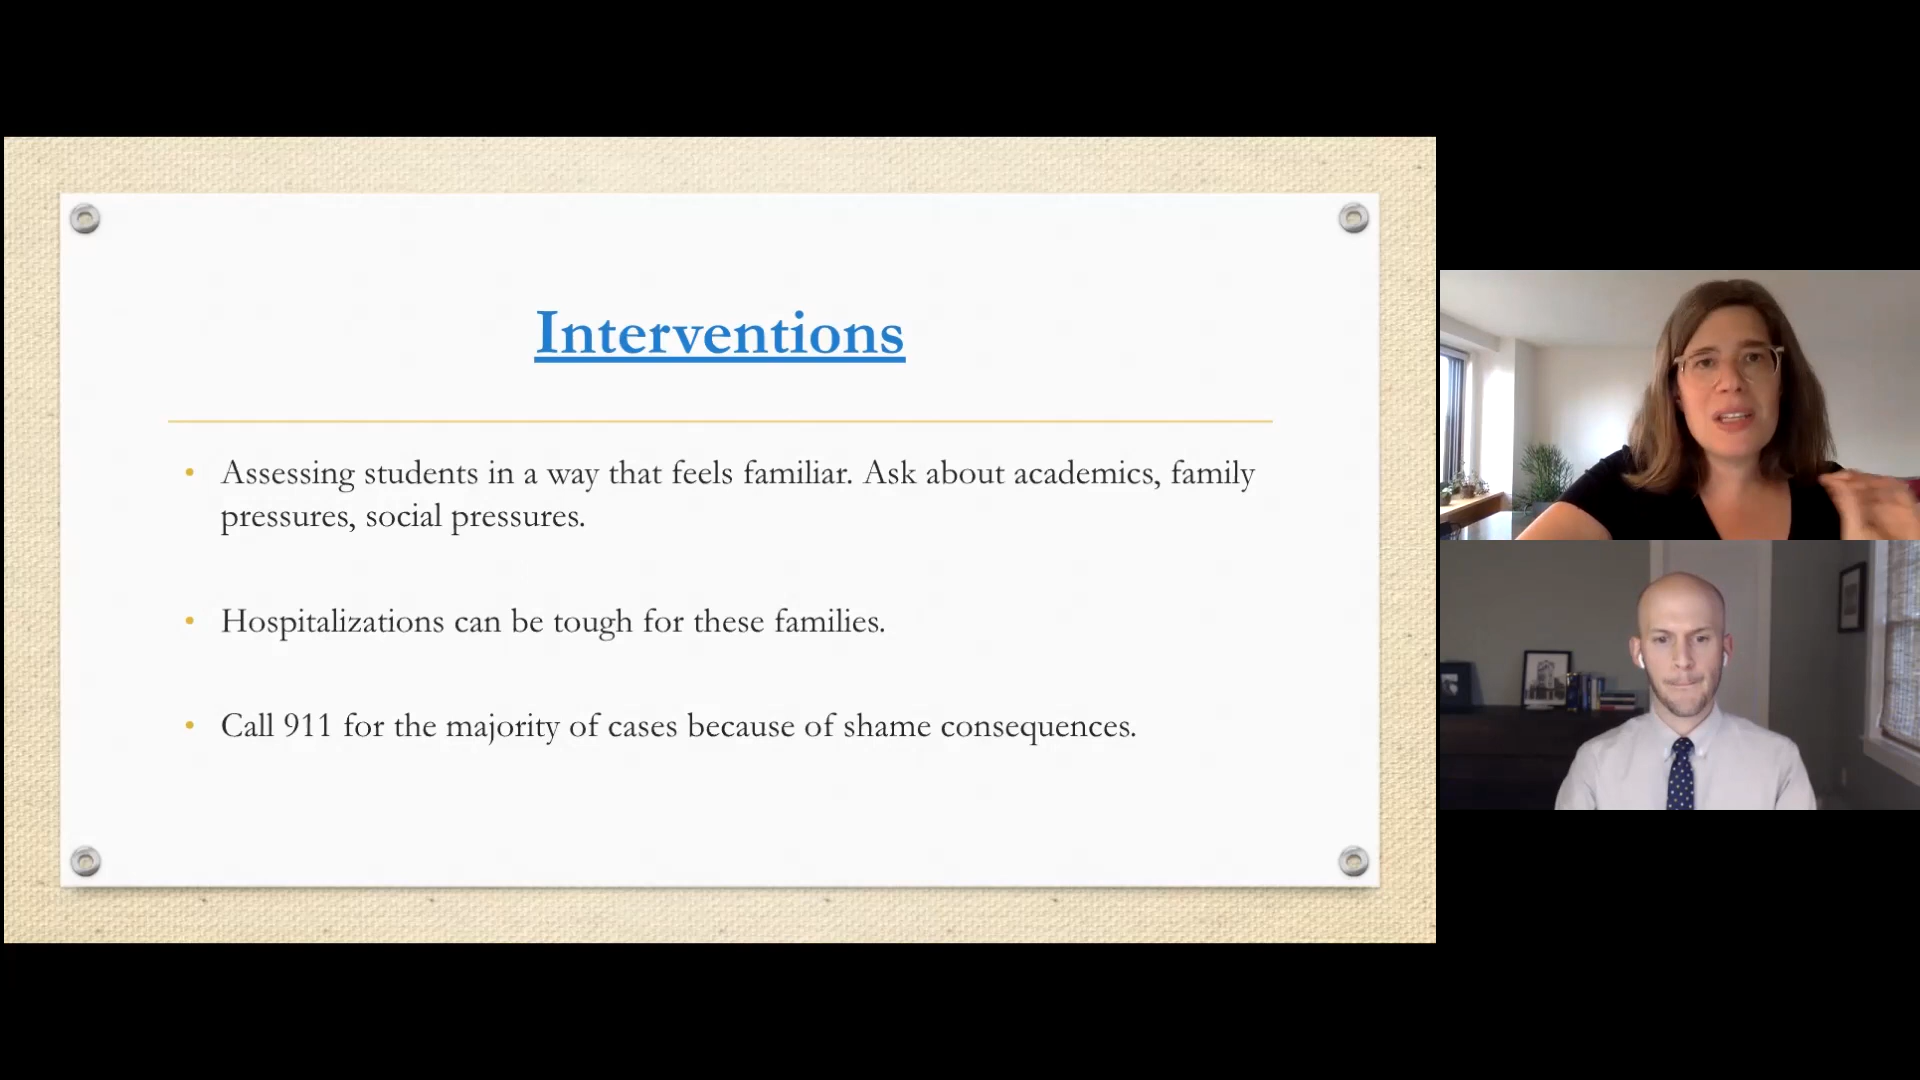 Interventions
• Assessing students in a way that feels familiar. Ask about academics, family
pressures, social pressures.
• Hospitalizations can be tough for these families.
• Call 911 for the majority of cases because of shame consequences.